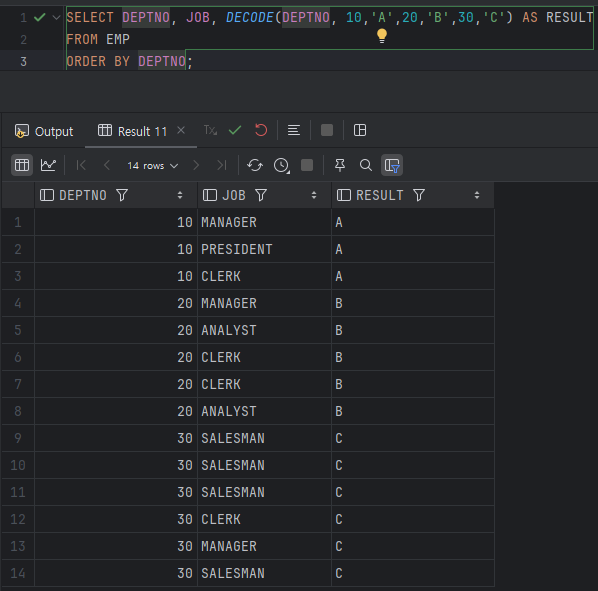 1 SELECT DEPTNO, JOB, DECODE(DEPTNO, 10,'A',20,'B',30,'C') AS RESULT
2 FROM EMP
3 ORDER BY DEPTNO;
Output Result 11 × Tx
14 rows
DEPTNO JOB RESULT
1 10 MANAGER A
2 10 PRESIDENT A
3 10 CLERK A
4 20 MANAGER B
5 20 ANALYST B
6 20 CLERK B
7 20 CLERK B
8 20 ANALYST B
9 30 SALESMAN C
10 30 SALESMAN C
11 30 SALESMAN C
12 30 CLERK C
13 30 MANAGER C
14 30 SALESMAN C